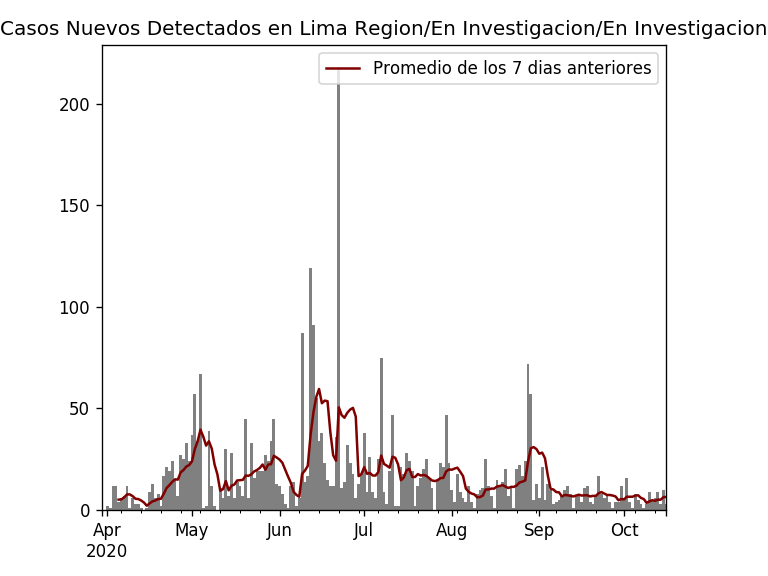 Casos Nuevos Detectados en Lima Region/En Investigacion/En Investigacion
Promedio de los 7 dias anteriores
200
150
100
50
0
Apr May Jun Jul Aug Sep Oct
2020